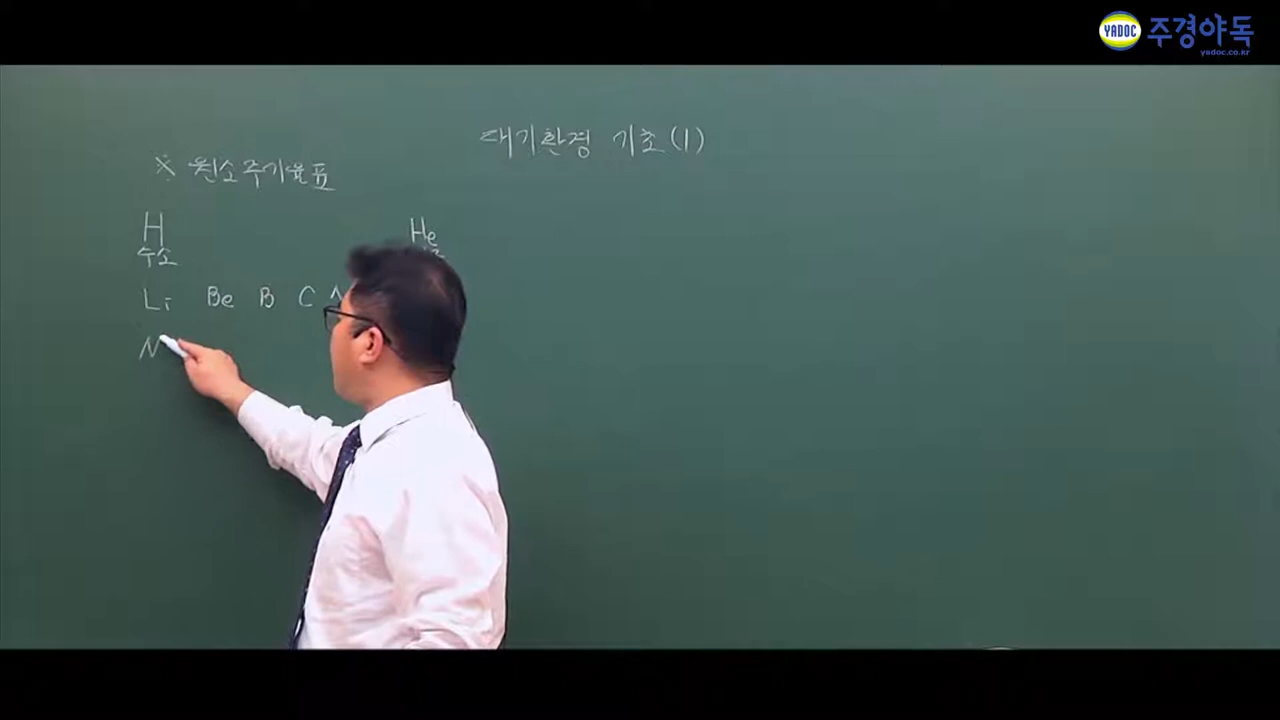 YADOC 주경야독
yadoc.co.kr
대기환경 기초(1)
※ 원소주기율표
H He
수소
Li Be B C
N